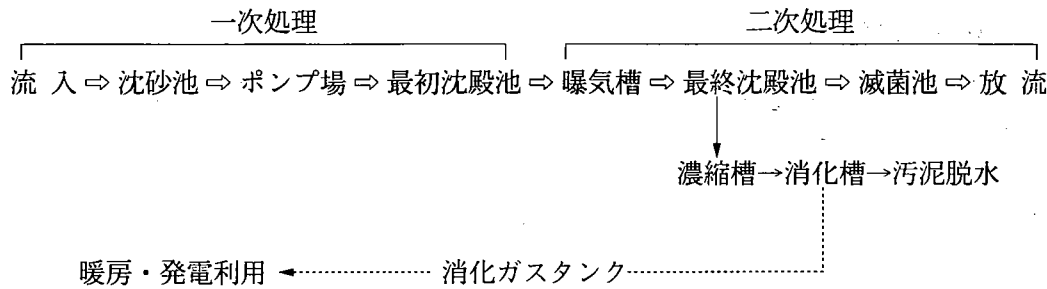 一次処理 二次処理
流入⇨沈砂池⇨ポンプ場⇨最初沈殿池⇨曝気槽⇨最終沈殿池⇨滅菌池⇨放流
濃縮槽→消化槽→汚泥脱水
暖房・発電利用 消化ガスタンク